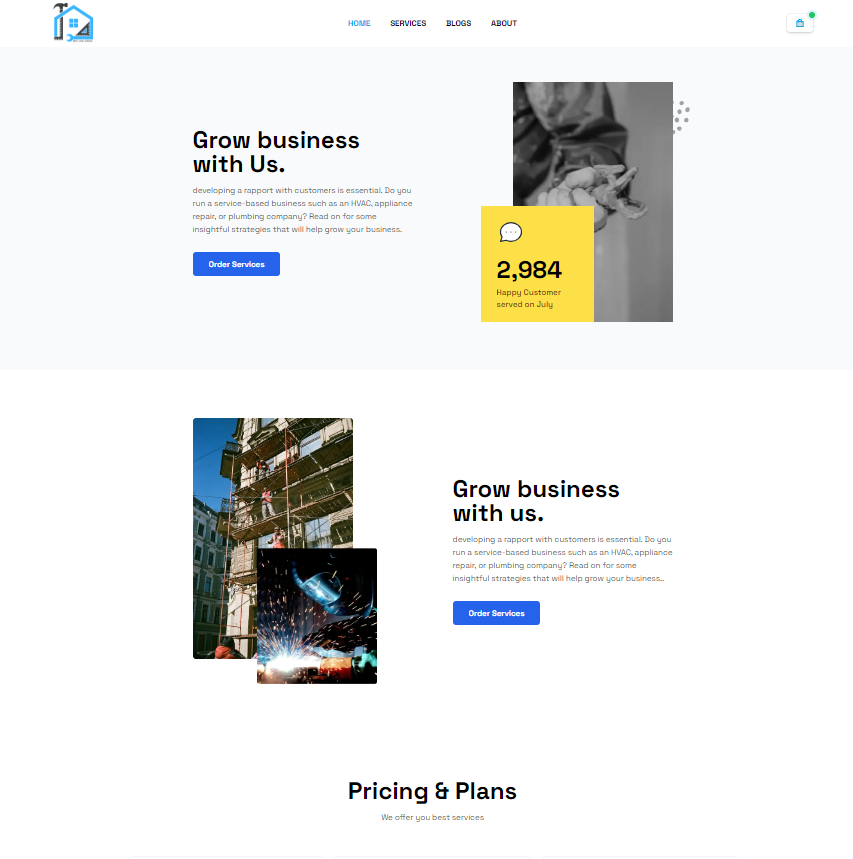 HOME SERVICES BLOGS ABOUT
Grow business
with Us.
developing a rapport with customers is essential. Do you
run a service-based business such as an HVAC, appliance
repair, or plumbing company? Read on for some
insightful strategies that will help grow your business.
Order Services
2,984
Happy Customer
served on July
Grow business
with us.
developing a rapport with customers is essential. Do you
run a service-based business such as an HVAC, appliance
repair, or plumbing company? Read on for some
insightful strategies that will help grow your business..
Order Services
Pricing & Plans
We offer you best services